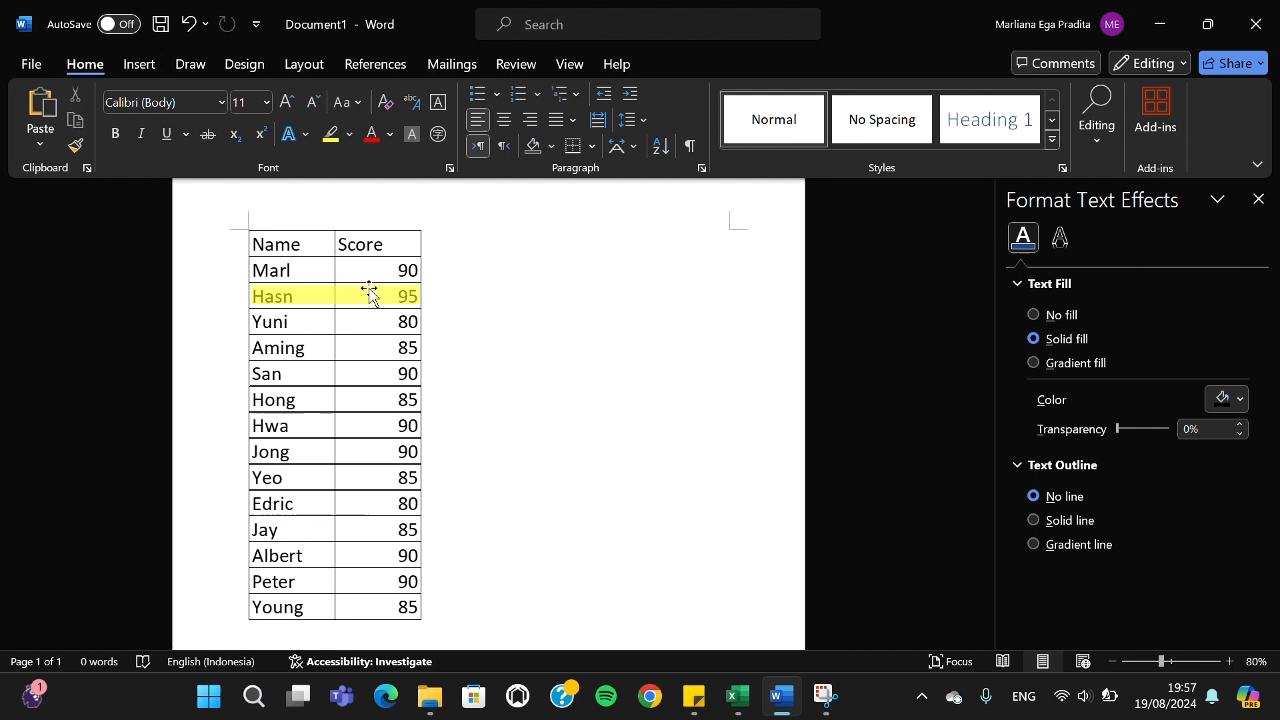 AutoSave Off Document1 - Word Search Marliana Ega Pradita ME
File Home Insert Draw Design Layout References Mailings Review View Help Comments Editing Share
Paste Calibri (Body) 11 Aa Normal No Spacing Heading 1 Editing Add-ins
Clipboard Font Paragraph Styles Add-ins
Format Text Effects
Name Score
Marl 90
Hasn 95
Yuni 80
Aming 85
San 90
Hong 85
Hwa 90
Jong 90
Yeo 85
Edric 80
Jay 85
Albert 90
Peter 90
Young 85
Text Fill
No fill
Solid fill
Gradient fill
Color
Transparency 0%
Text Outline
No line
Solid line
Gradient line
Page 1 of 1 0 words English (Indonesia) Accessibility: Investigate Focus 80%
1 ENG 19:57 PRE
19/08/2024